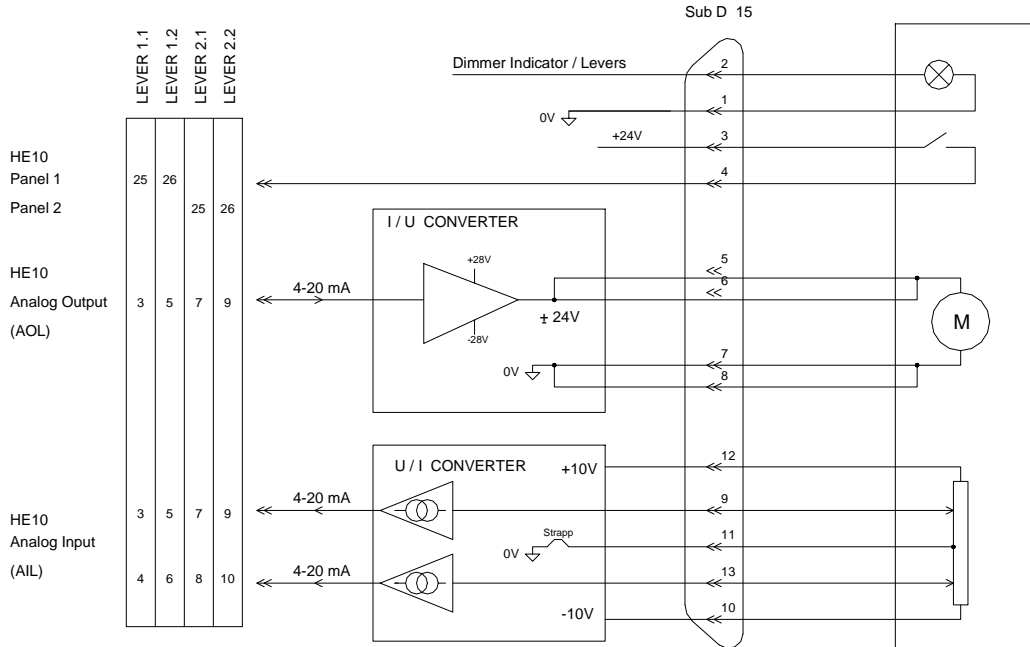 Sub D 15
LEVER 1.1
LEVER 1.2
LEVER 2.1
LEVER 2.2
Dimmer Indicator / Levers
2
1
0V
+24V
3
4
HE10
Panel 1
25 26
Panel 2
25 26
I / U CONVERTER
+28V
-28V
± 24V
0V
5
6
7
8
M
HE10
Analog Output
(AOL)
3 5 7 9
4-20 mA
U / I CONVERTER
+10V
12
4-20 mA
9
HE10
Analog Input
(AIL)
3 5 7 9
Strapp
0V
11
4 6 8 10
4-20 mA
13
-10V
10